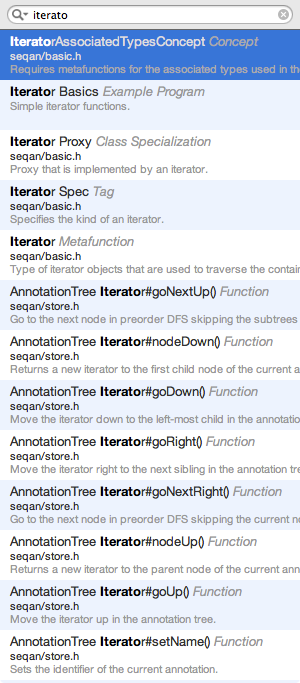 iterato
IteratorAssociatedTypesConcept Concept
seqan/basic.h
Requires metafunctions for the associated types used in the
Iterator Basics Example Program
Simple iterator functions.
Iterator Proxy Class Specialization
seqan/basic.h
Proxy that is implemented by an iterator.
Iterator Spec Tag
seqan/basic.h
Specifies the kind of an iterator.
Iterator Metafunction
seqan/basic.h
Type of iterator objects that are used to traverse the contain
AnnotationTree Iterator#goNextUp() Function
seqan/store.h
Go to the next node in preorder DFS skipping the subtrees
AnnotationTree Iterator#nodeDown() Function
seqan/store.h
Returns a new iterator to the first child node of the current a
AnnotationTree Iterator#goDown() Function
seqan/store.h
Move the iterator down to the left-most child in the annotatio
AnnotationTree Iterator#goRight() Function
seqan/store.h
Move the iterator right to the next sibling in the annotation tre
AnnotationTree Iterator#goNextRight() Function
seqan/store.h
Go to the next node in preorder DFS skipping the current no
AnnotationTree Iterator#nodeUp() Function
seqan/store.h
Returns a new iterator to the parent node of the current ann
AnnotationTree Iterator#goUp() Function
seqan/store.h
Move the iterator up in the annotation tree.
AnnotationTree Iterator#setName() Function
seqan/store.h
Sets the identifier of the current annotation.